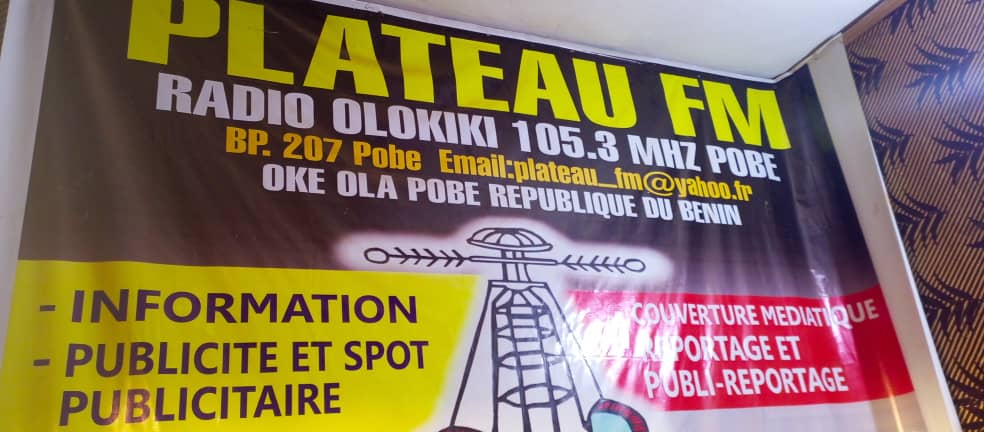 PLATEAU FM
RADIO OLOKIKI 105.3 MHZ POBE
BP. 207 Pobe Email:plateau_fm@yahoo.fr
OKE OLA POBE REPUBLIQUE DU BENIN
- INFORMATION
- PUBLICITE ET SPOT
PUBLICITAIRE
COUVERTURE MEDIATIQUE
REPORTAGE ET
PUBLI-REPORTAGE